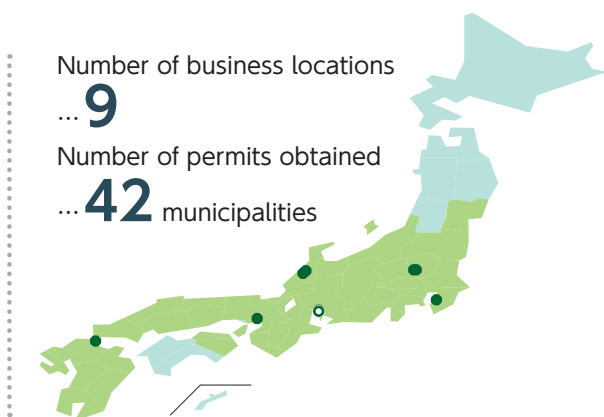 Number of business locations
... 9
Number of permits obtained
... 42 municipalities